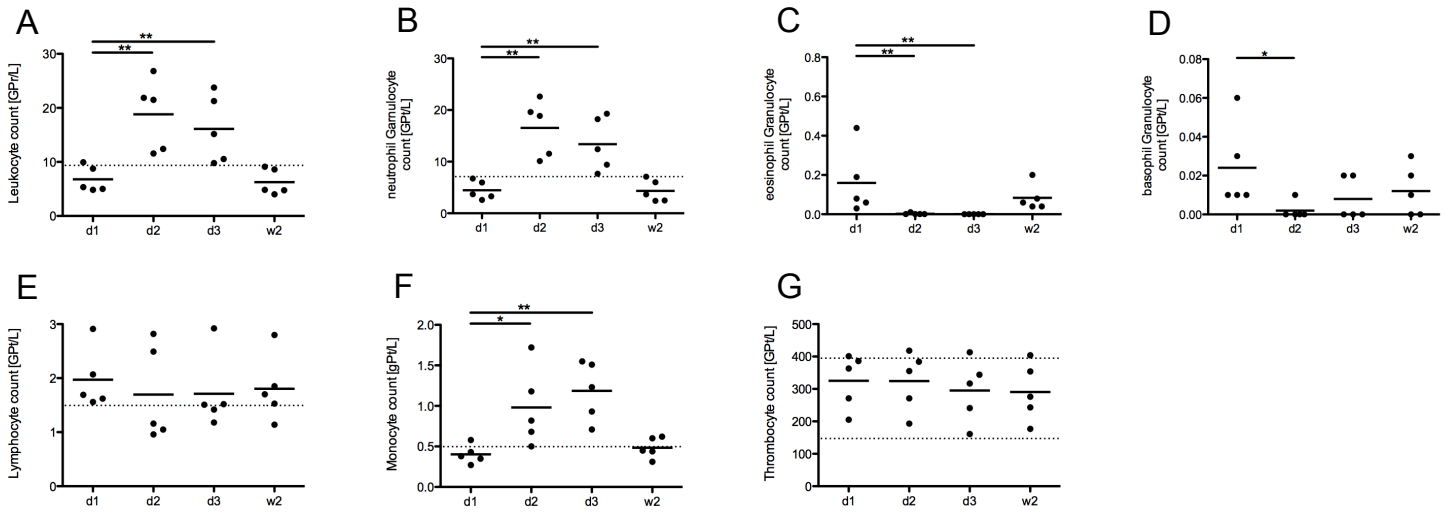 A
Leukocyte count [GPr/L]
30
20
10
0
**
**
d1 d2 d3 w2
B
neutrophil Garnulocyte
count [GPt/L]
30
20
10
0
**
**
d1 d2 d3 w2
C
eosinophil Granulocyte
count [GPt/L]
0.8
0.6
0.4
0.2
0.0
**
**
d1 d2 d3 w2
D
basophil Granulocyte
count [GPt/L]
0.08
0.06
0.04
0.02
0.00
*
d1 d2 d3 w2
E
Lymphocyte count [GPt/L]
3
2
1
0
d1 d2 d3 w2
F
Monocyte count [gPt/L]
2.0
1.5
1.0
0.5
0.0
**
*
d1 d2 d3 w2
G
Thrmbocyte count [GPt/L]
500
400
300
200
100
0
d1 d2 d3 w2